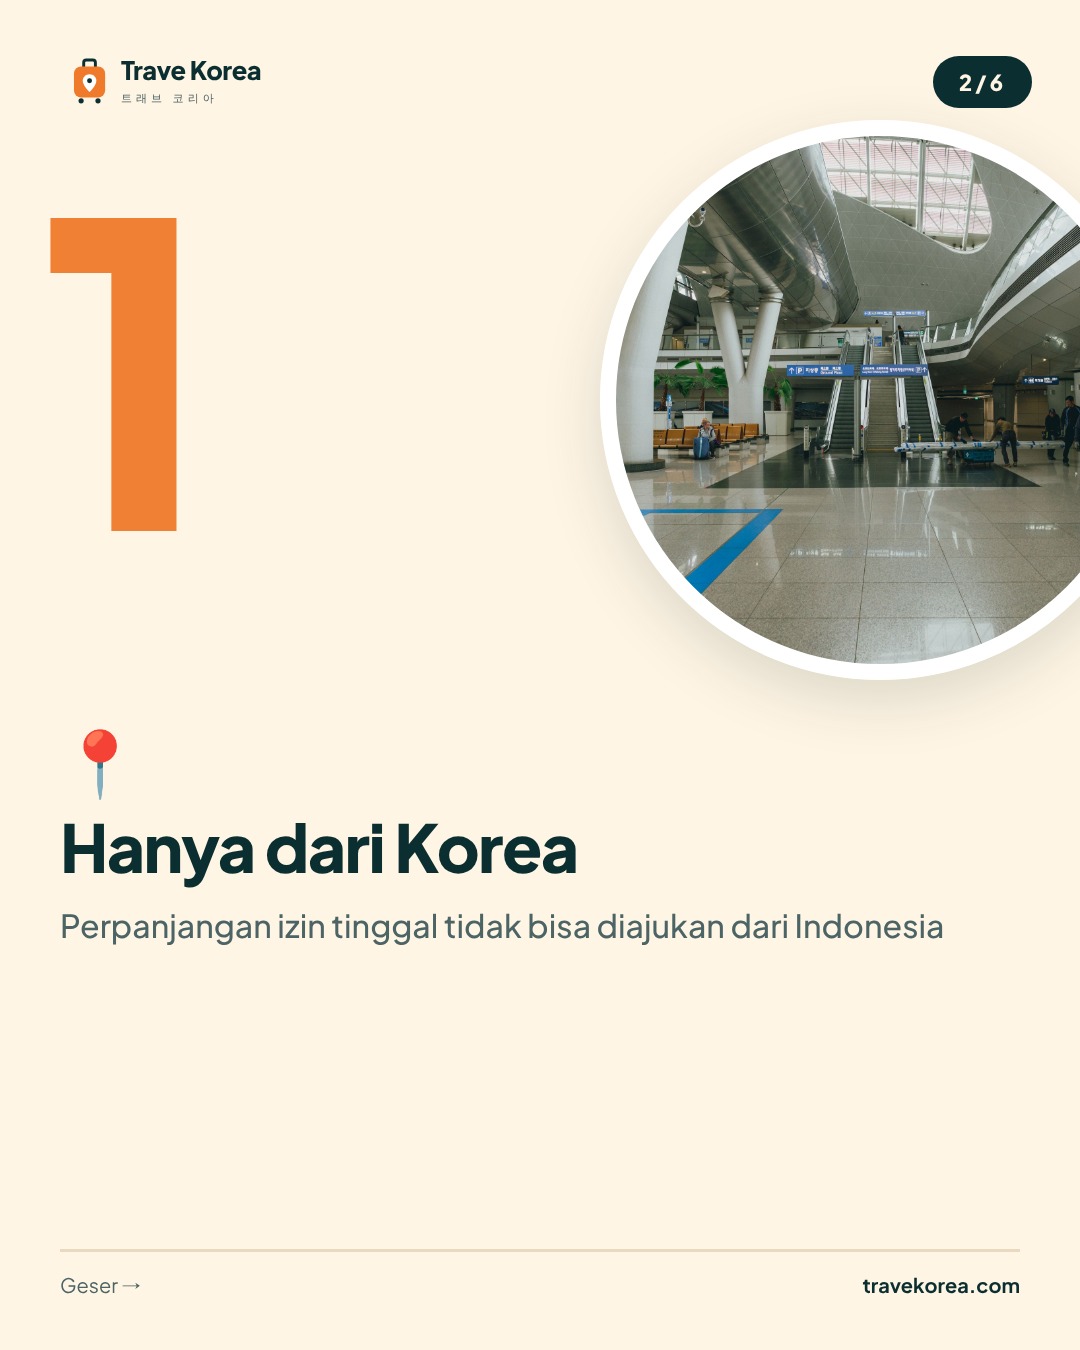 Trave Korea
트래브 코리아
2/6
1
Hanya dari Korea
Perpanjangan izin tinggal tidak bisa diajukan dari Indonesia
Geser →
travekorea.com